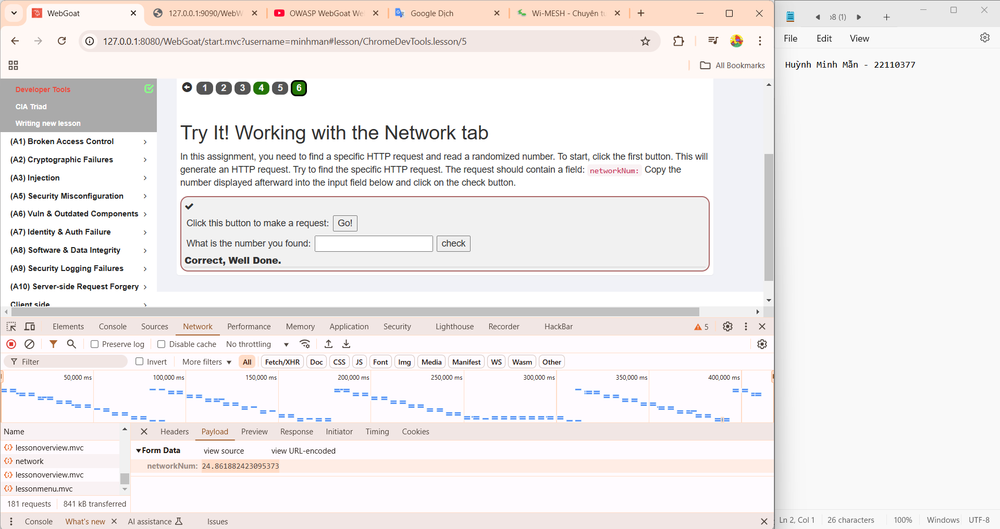 WebGoat
127.0.0.1:9090/WebW
OWASP WebGoat We
Google Dịch
Wi-MESH - Chuyên tu
127.0.0.1:8080/WebGoat/start.mvc?username=minhman#lesson/ChromeDevTools.lesson/5
All Bookmarks
Developer Tools
CIA Triad
Writing new lesson
(A1) Broken Access Control
(A2) Cryptographic Failures
(A3) Injection
(A5) Security Misconfiguration
(A6) Vuln & Outdated Components
(A7) Identity & Auth Failure
(A8) Software & Data Integrity
(A9) Security Logging Failures
(A10) Server-side Request Forgery
Client side
1 2 3 4 5 6
Try It! Working with the Network tab
In this assignment, you need to find a specific HTTP request and read a randomized number. To start, click the first button. This will
generate an HTTP request. Try to find the specific HTTP request. The request should contain a field: networkNum: Copy the
number displayed afterward into the input field below and click on the check button.
Click this button to make a request: Go!
What is the number you found: check
Correct, Well Done.
Elements Console Sources Network Performance Memory Application Security Lighthouse Recorder HackBar 5
Preserve log Disable cache No throttling
Filter Invert More filters All Fetch/XHR Doc CSS JS Font Img Media Manifest WS Wasm Other
50,000 ms 100,000 ms 150,000 ms 200,000 ms 250,000 ms 300,000 ms 350,000 ms 400,000 ms
Name
lessonoverview.mvc
network
lessonoverview.mvc
lessonmenu.mvc
181 requests 841 kB transferred
Headers Payload Preview Response Initiator Timing Cookies
Form Data view source view URL-encoded
networkNum: 24.861882423095373
Console What's new AI assistance Issues
ɔ8 (1)
File Edit View
Huỳnh Minh Mẫn - 22110377
Ln 2, Col 1 26 characters 100% Windows UTF-8